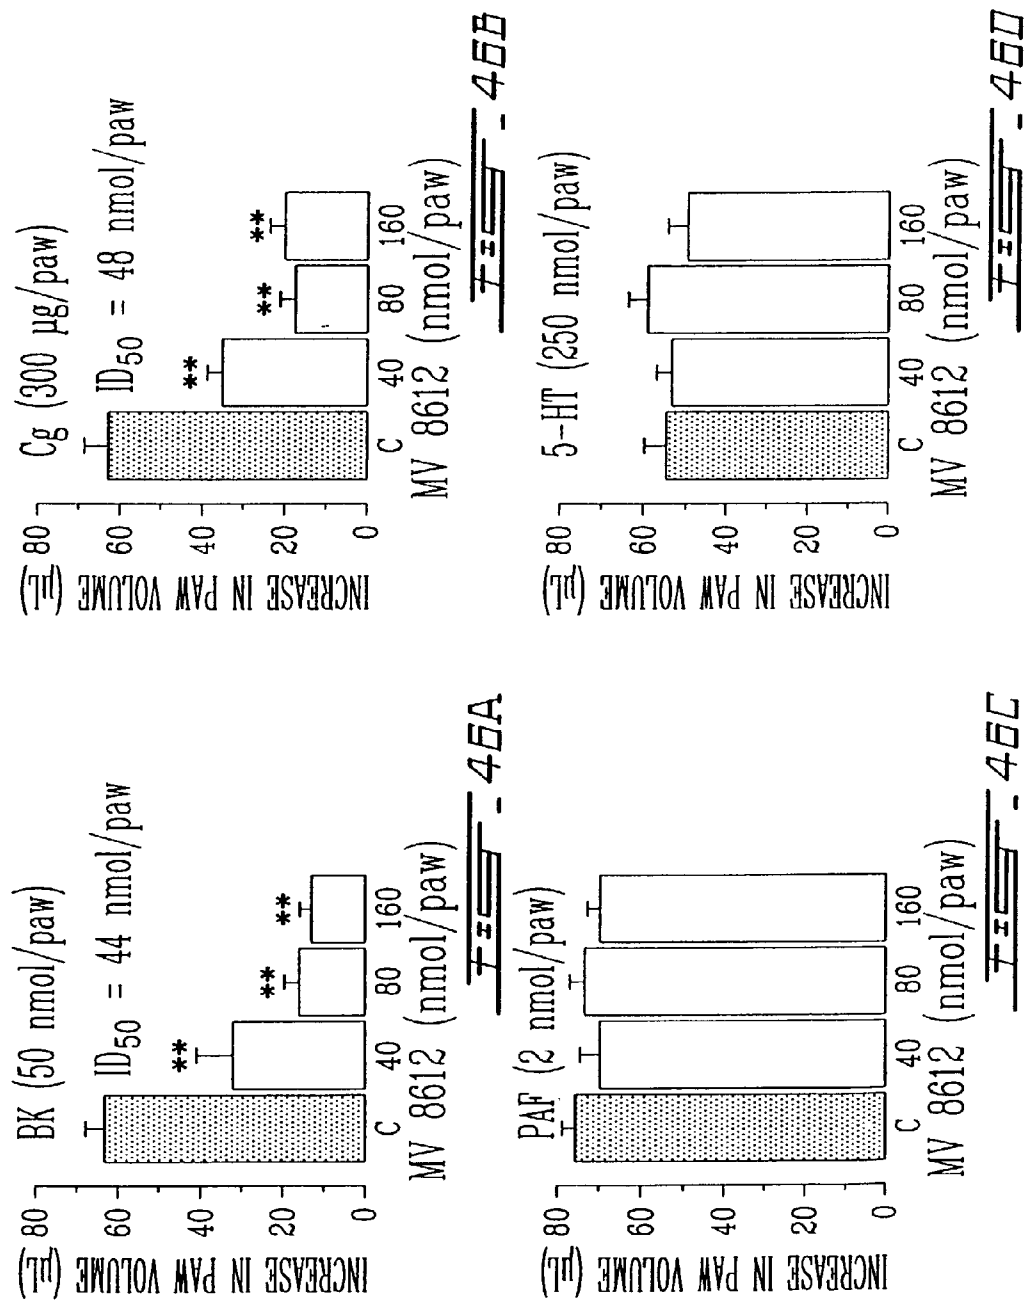 BK (50 nmol/paw)
ID50 = 44 nmol/paw
**
**
**
80
60
40
20
0
INCREASE IN PAW VOLUME (µL)
C 40 80 160
MV 8612 (nmol/paw)
Fig - 46A
Cg (300 µg/paw)
ID50 = 48 nmol/paw
**
**
**
80
60
40
20
0
INCREASE IN PAW VOLUME (µL)
C 40 80 160
MV 8612 (nmol/paw)
Fig - 46B
PAF (2 nmol/paw)
80
60
40
20
0
INCREASE IN PAW VOLUME (µL)
C 40 80 160
MV 8612 (nmol/paw)
Fig - 46C
5-HT (250 nmol/paw)
80
60
40
20
0
INCREASE IN PAW VOLUME (µL)
C 40 80 160
MV 8612 (nmol/paw)
Fig - 46D